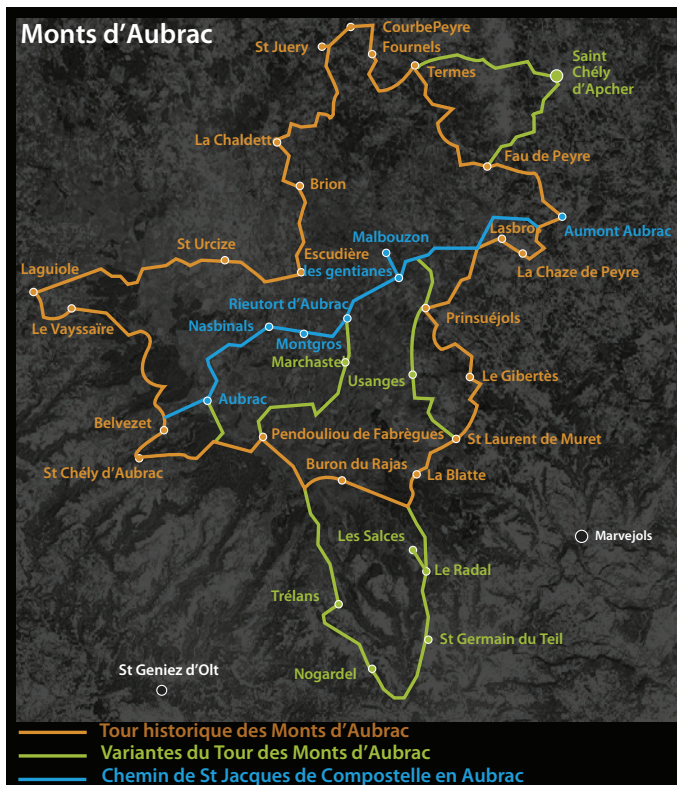 Monts d'Aubrac
CourbePeyre
St Juery
Fournels
Termes
Saint
Chély
d'Apcher
La Chaldett
Fau de Peyre
Brion
Lasbros
Aumont Aubrac
Malbouzon
St Urcize
Escudière
La Chaze de Peyre
les gentianes
Laguiole
Rieutort d'Aubrac
Le Vayssaïre
Nasbinals
Prinsuéjols
Montgros
Marchastel
Usanges
Le Gibertès
Aubrac
Belvezet
Pendouliou de Fabrègues
St Laurent de Muret
St Chély d'Aubrac
Buron du Rajas
La Blatte
Les Salces
Marvejols
Le Radal
Trélans
St Germain du Teil
St Geniez d'Olt
Nogardel
Tour historique des Monts d'Aubrac
Variantes du Tour des Monts d'Aubrac
Chemin de St Jacques de Compostelle en Aubrac